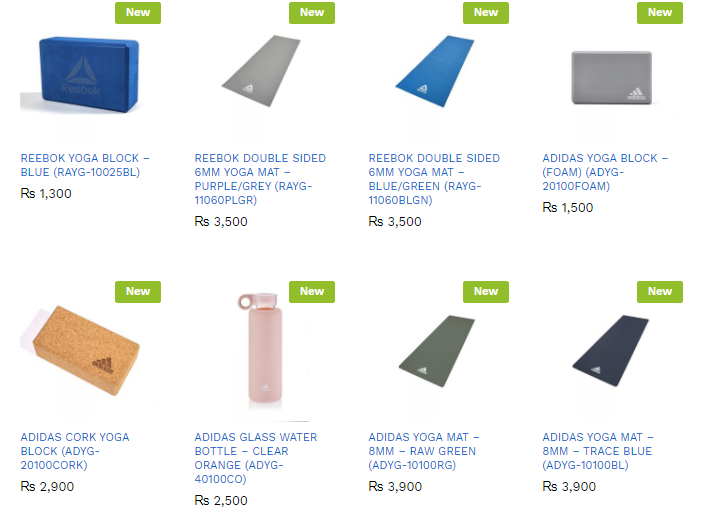 New
New
New
New
Reebok
adidas
REEBOK YOGA BLOCK –
BLUE (RAYG-10025BL)
₨ 1,300
REEBOK DOUBLE SIDED
6MM YOGA MAT –
PURPLE/GREY (RAYG-
11060PLGR)
₨ 3,500
REEBOK DOUBLE SIDED
6MM YOGA MAT –
BLUE/GREEN (RAYG-
11060BLGN)
₨ 3,500
ADIDAS YOGA BLOCK –
(FOAM) (ADYG-
20100FOAM)
₨ 1,500
New
New
New
New
ADIDAS CORK YOGA
BLOCK (ADYG-
20100CORK)
₨ 2,900
ADIDAS GLASS WATER
BOTTLE – CLEAR
ORANGE (ADYG-
40100CO)
₨ 2,500
ADIDAS YOGA MAT –
8MM – RAW GREEN
(ADYG-10100RG)
₨ 3,900
ADIDAS YOGA MAT –
8MM – TRACE BLUE
(ADYG-10100BL)
₨ 3,900